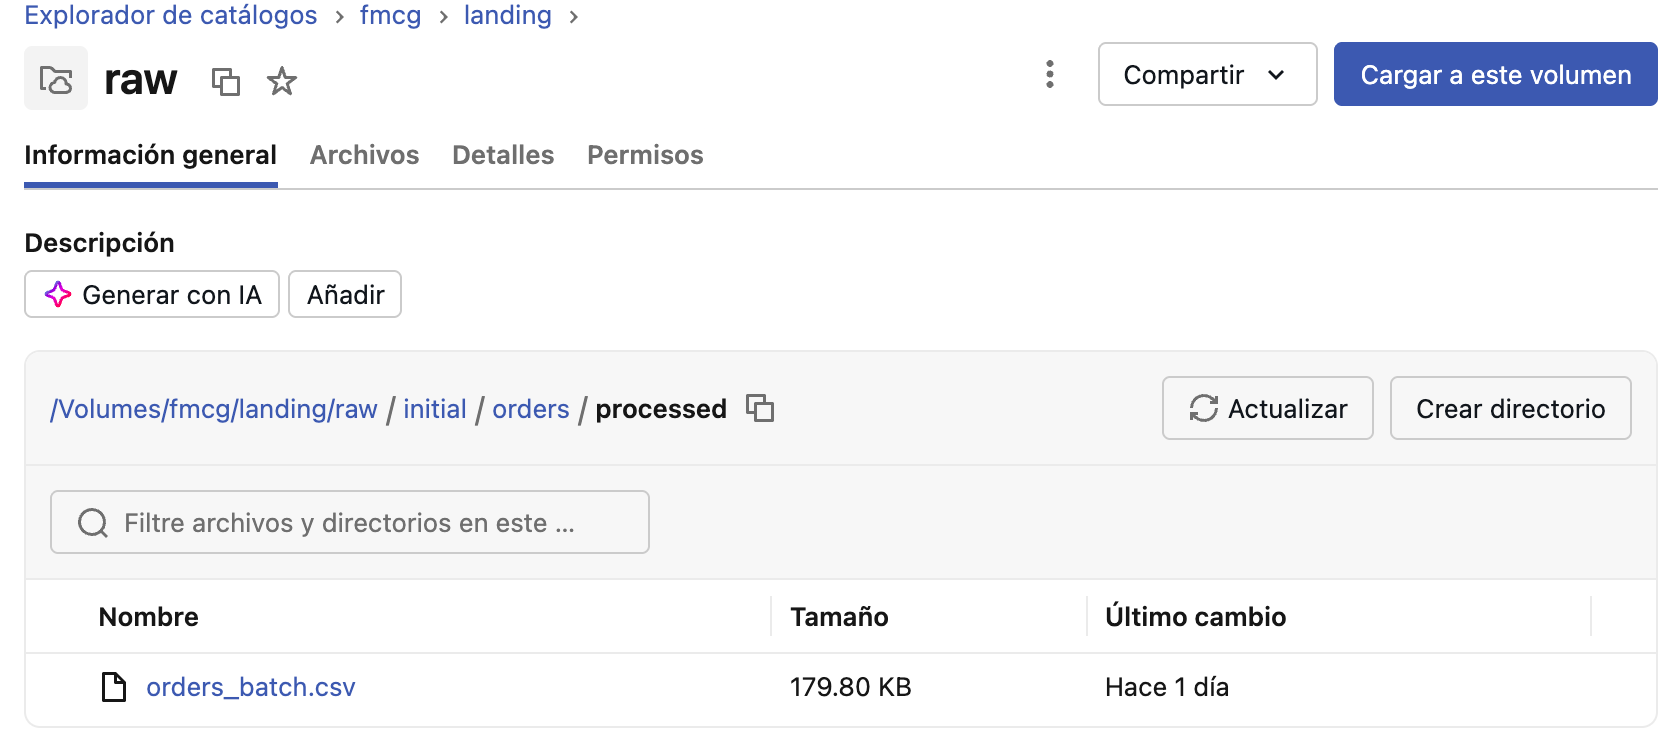 Explorador de catálogos > fmcg > landing >
raw
Compartir
Cargar a este volumen
Información general Archivos Detalles Permisos
Descripción
Generar con IA Añadir
/Volumes/fmcg/landing/raw / initial / orders / processed
Actualizar Crear directorio
Filtre archivos y directorios en este ...
Nombre Tamaño Último cambio
orders_batch.csv 179.80 KB Hace 1 día